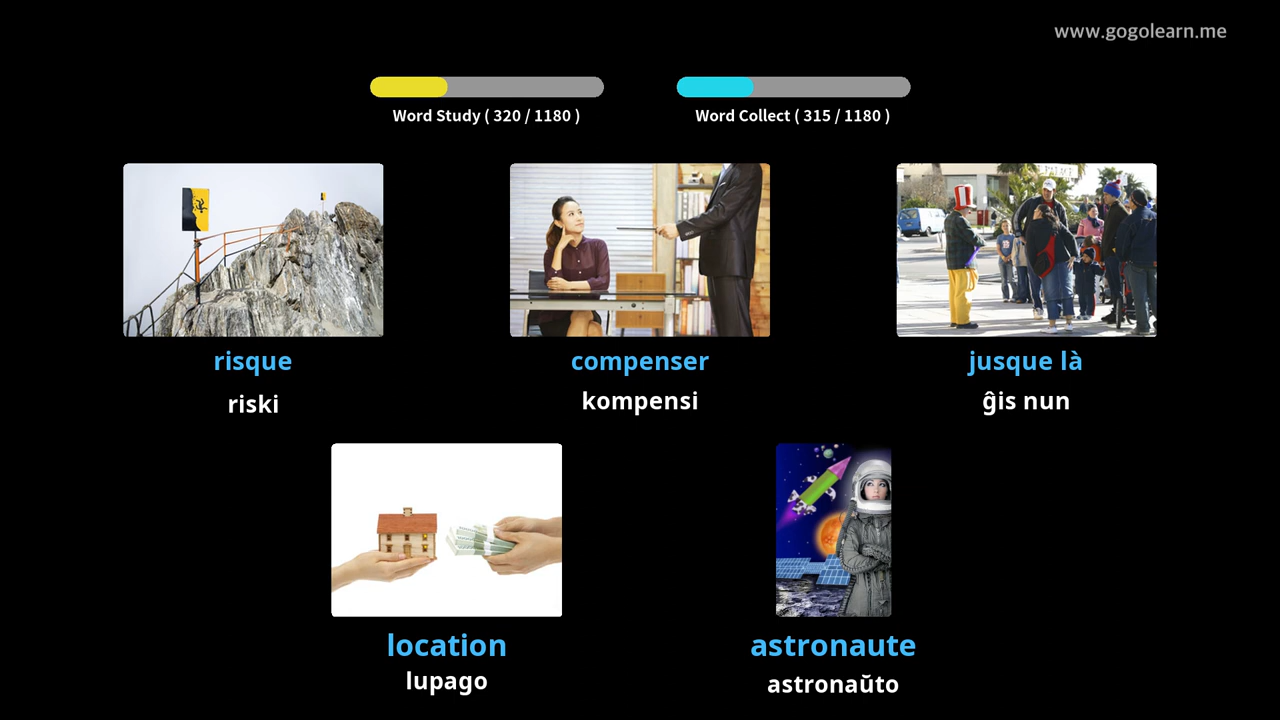 www.gogolearn.me
Word Study ( 320 / 1180 )
Word Collect ( 315 / 1180 )
risque
compenser
jusque là
riski
kompensi
ĝis nun
location
astronaute
lupago
astronaŭto